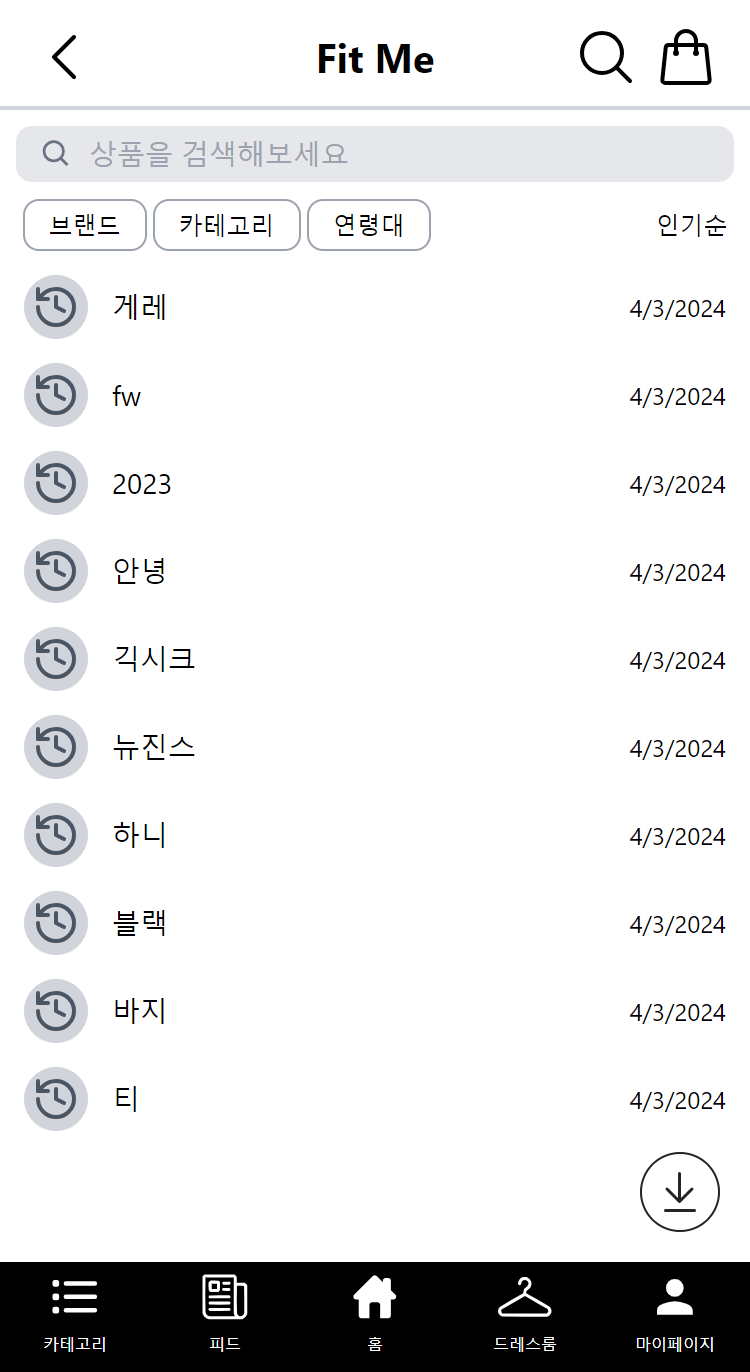 Fit Me
상품을 검색해보세요
브랜드 카테고리 연령대 인기순
게레 4/3/2024
fw 4/3/2024
2023 4/3/2024
안녕 4/3/2024
긱시크 4/3/2024
뉴진스 4/3/2024
하니 4/3/2024
블랙 4/3/2024
바지 4/3/2024
티 4/3/2024
카테고리 피드 홈 드레스룸 마이페이지